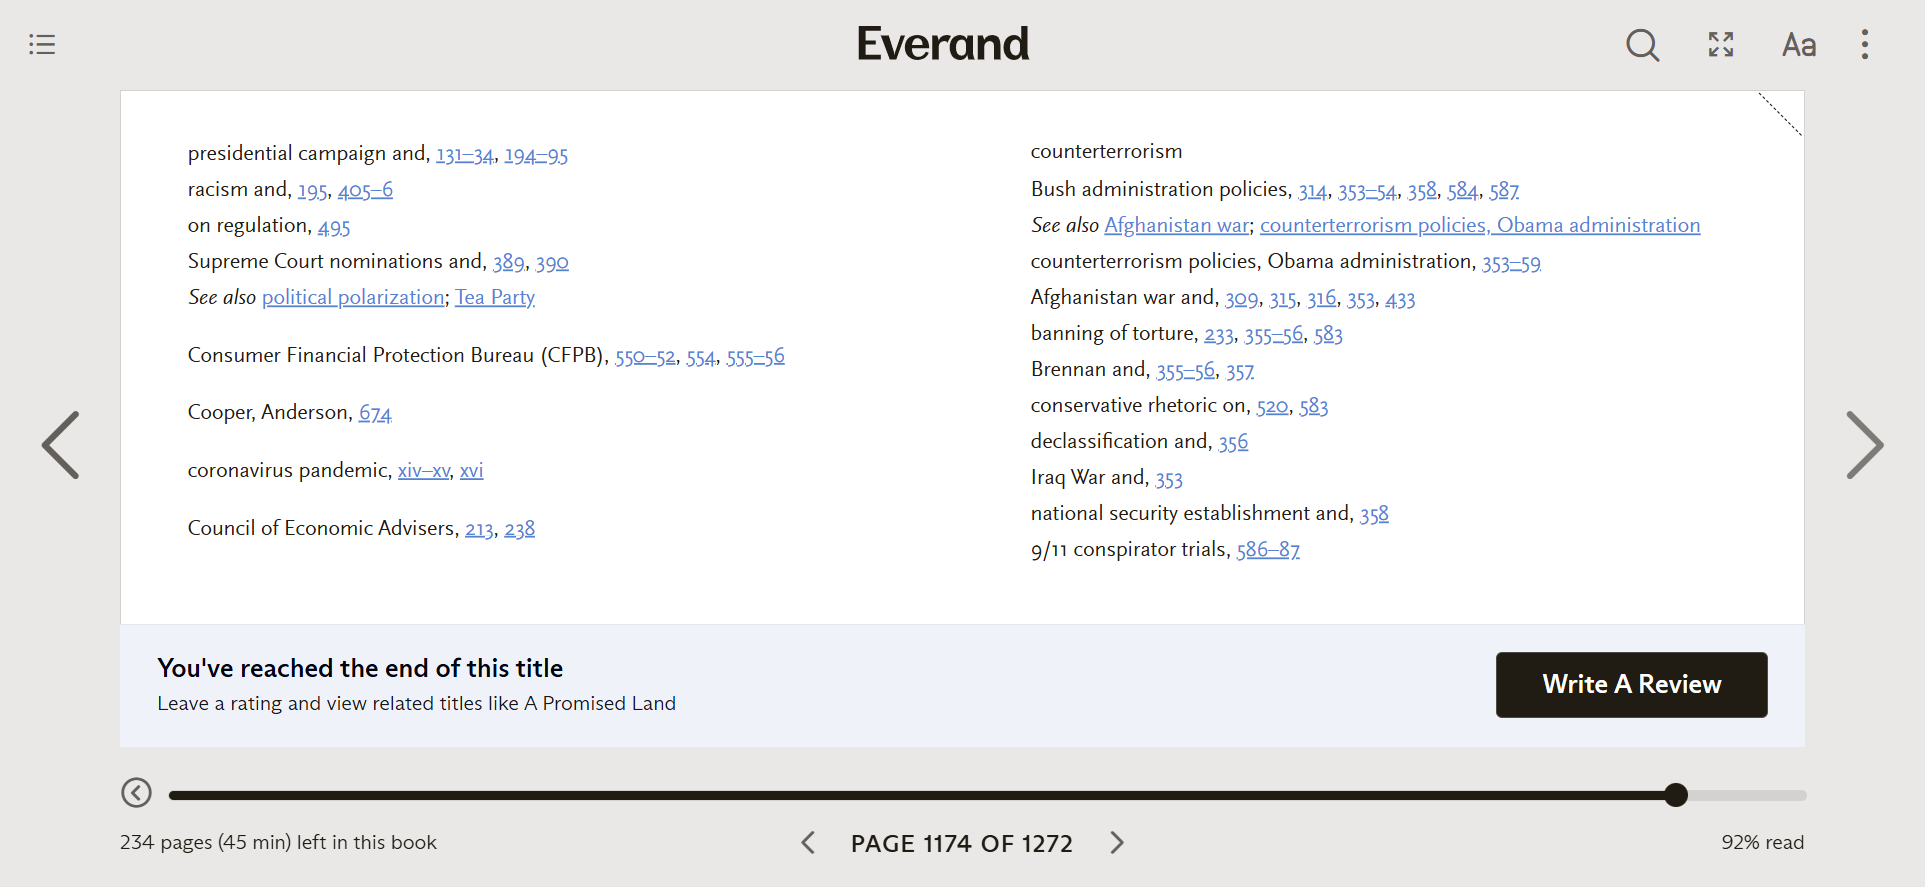 Everand
Aa
presidential campaign and, 131–34, 194–95
racism and, 195, 405–6
on regulation, 495
Supreme Court nominations and, 389, 390
See also political polarization; Tea Party
Consumer Financial Protection Bureau (CFPB), 550–52, 554, 555–56
Cooper, Anderson, 674
coronavirus pandemic, xiv–xv, xvi
Council of Economic Advisers, 213, 238
counterterrorism
Bush administration policies, 314, 353–54, 358, 584, 587
See also Afghanistan war; counterterrorism policies, Obama administration
counterterrorism policies, Obama administration, 353–59
Afghanistan war and, 309, 315, 316, 353, 433
banning of torture, 233, 355–56, 583
Brennan and, 355–56, 357
conservative rhetoric on, 520, 583
declassification and, 356
Iraq War and, 353
national security establishment and, 358
9/11 conspirator trials, 586–87
You've reached the end of this title
Leave a rating and view related titles like A Promised Land
Write A Review
234 pages (45 min) left in this book
PAGE 1174 OF 1272
92% read